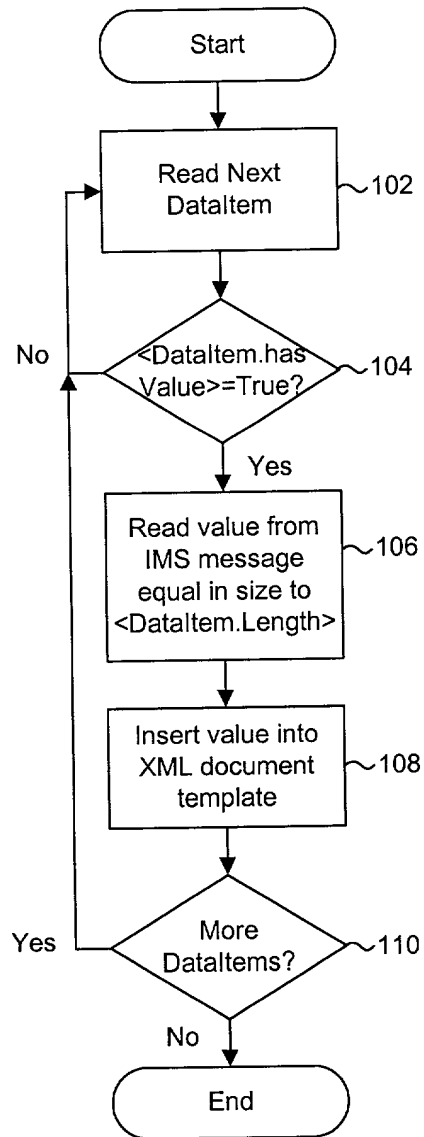 Start
Read Next
DataItem
102
No
<DataItem.has
Value>=True?
104
Yes
Read value from
IMS message
equal in size to
<DataItem.Length>
106
Insert value into
XML document
template
108
Yes
More
DataItems?
110
No
End